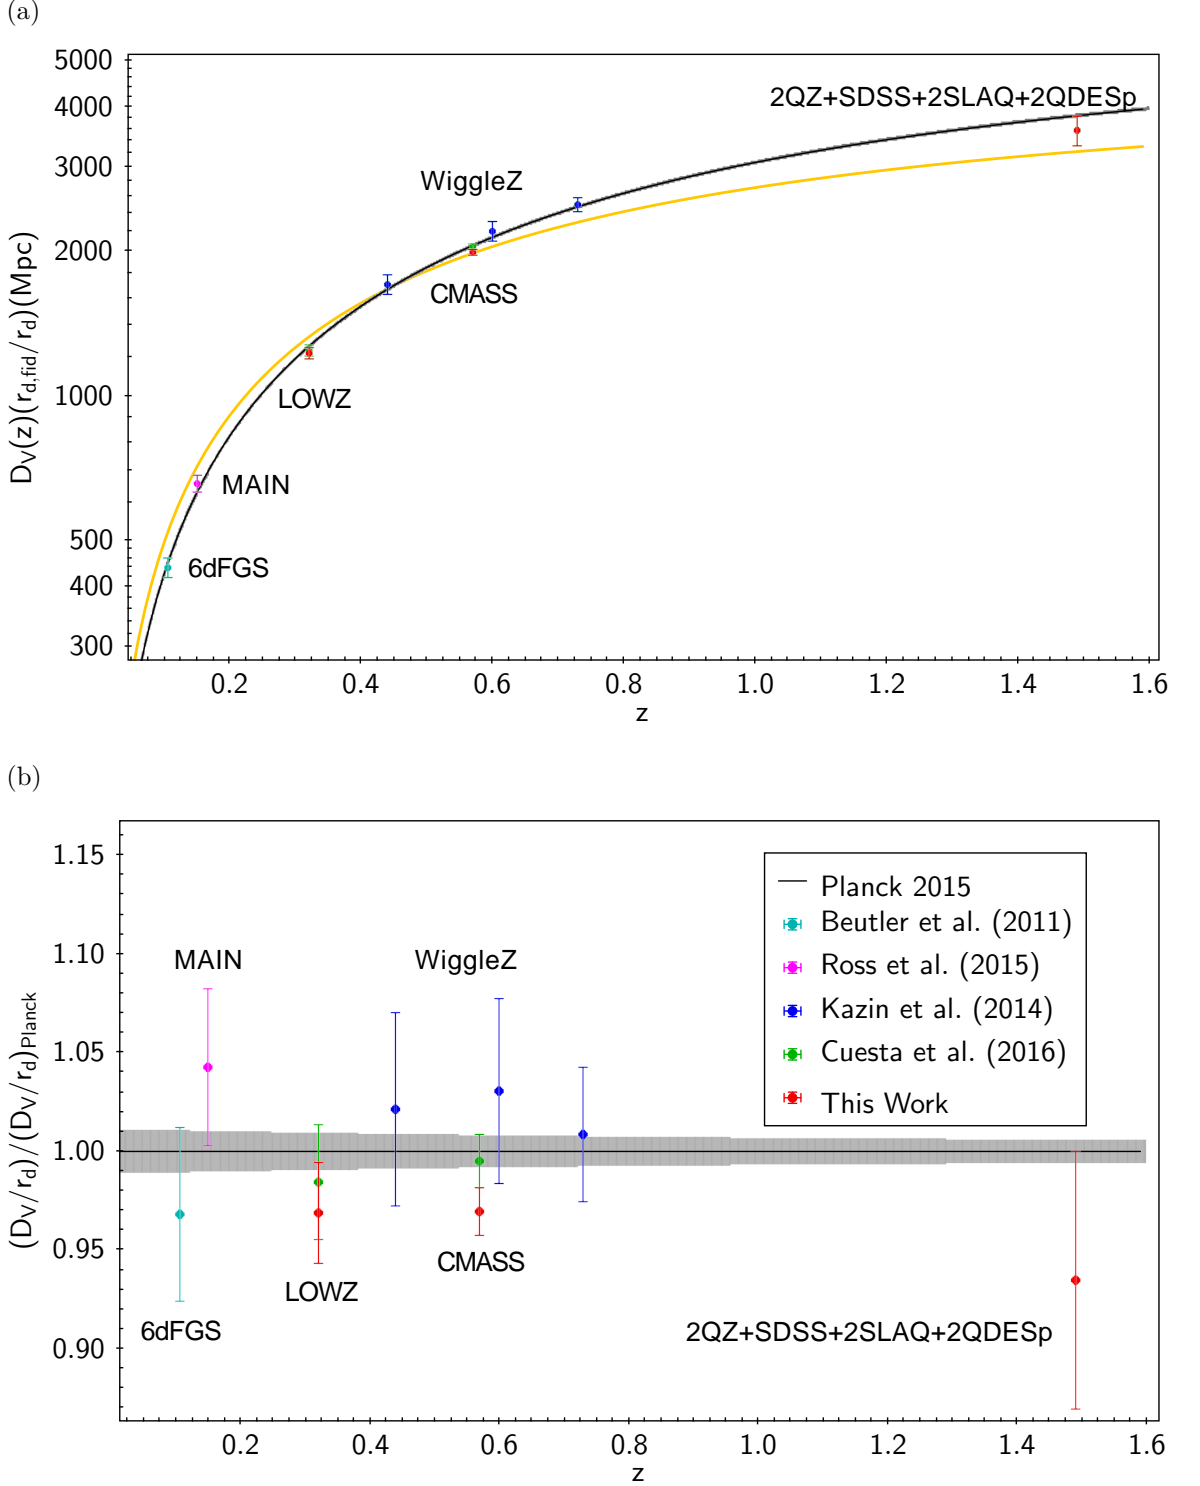 (a)
5000
4000
3000
2000
1000
500
400
300
D_V(z)(r_{d,fid}/r_d)(Mpc)
2QZ+SDSS+2SLAQ+2QDESp
WiggleZ
CMASS
LOWZ
MAIN
6dFGS
0.2 0.4 0.6 0.8 1.0 1.2 1.4 1.6
z
(b)
1.15
1.10
1.05
1.00
0.95
0.90
(D_V/r_d)/(D_V/r_d)_{Planck}
MAIN
WiggleZ
Planck 2015
Beutler et al. (2011)
Ross et al. (2015)
Kazin et al. (2014)
Cuesta et al. (2016)
This Work
CMASS
LOWZ
6dFGS
2QZ+SDSS+2SLAQ+2QDESp
0.2 0.4 0.6 0.8 1.0 1.2 1.4 1.6
z